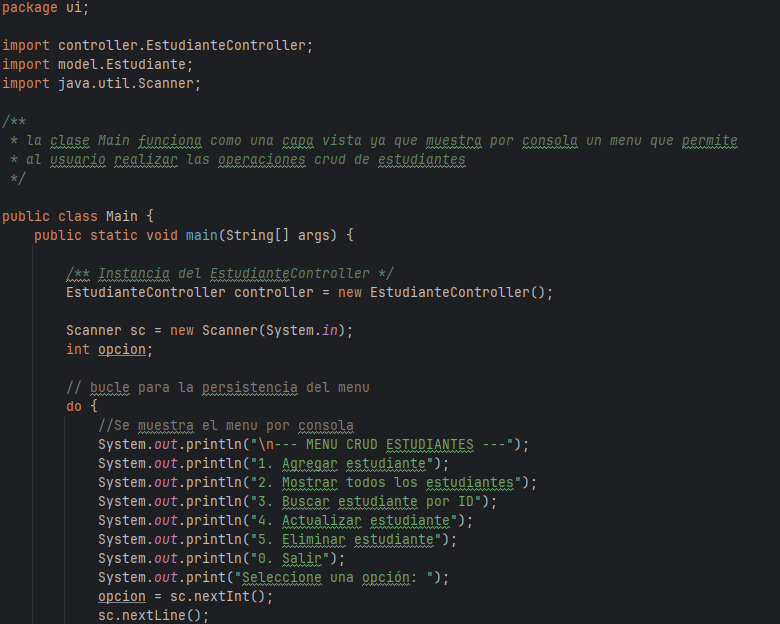 package ui;
import controller.EstudianteController;
import model.Estudiante;
import java.util.Scanner;
/**
* la clase Main funciona como una capa vista ya que muestra por consola un menu que permite
* al usuario realizar las operaciones crud de estudiantes
*/
public class Main {
public static void main(String[] args) {
/** Instancia del EstudianteController */
EstudianteController controller = new EstudianteController();
Scanner sc = new Scanner(System.in);
int opcion;
// bucle para la persistencia del menu
do {
//Se muestra el menu por consola
System.out.println("\n--- MENU CRUD ESTUDIANTES ---");
System.out.println("1. Agregar estudiante");
System.out.println("2. Mostrar todos los estudiantes");
System.out.println("3. Buscar estudiante por ID");
System.out.println("4. Actualizar estudiante");
System.out.println("5. Eliminar estudiante");
System.out.println("0. Salir");
System.out.print("Seleccione una opción: ");
opcion = sc.nextInt();
sc.nextLine();